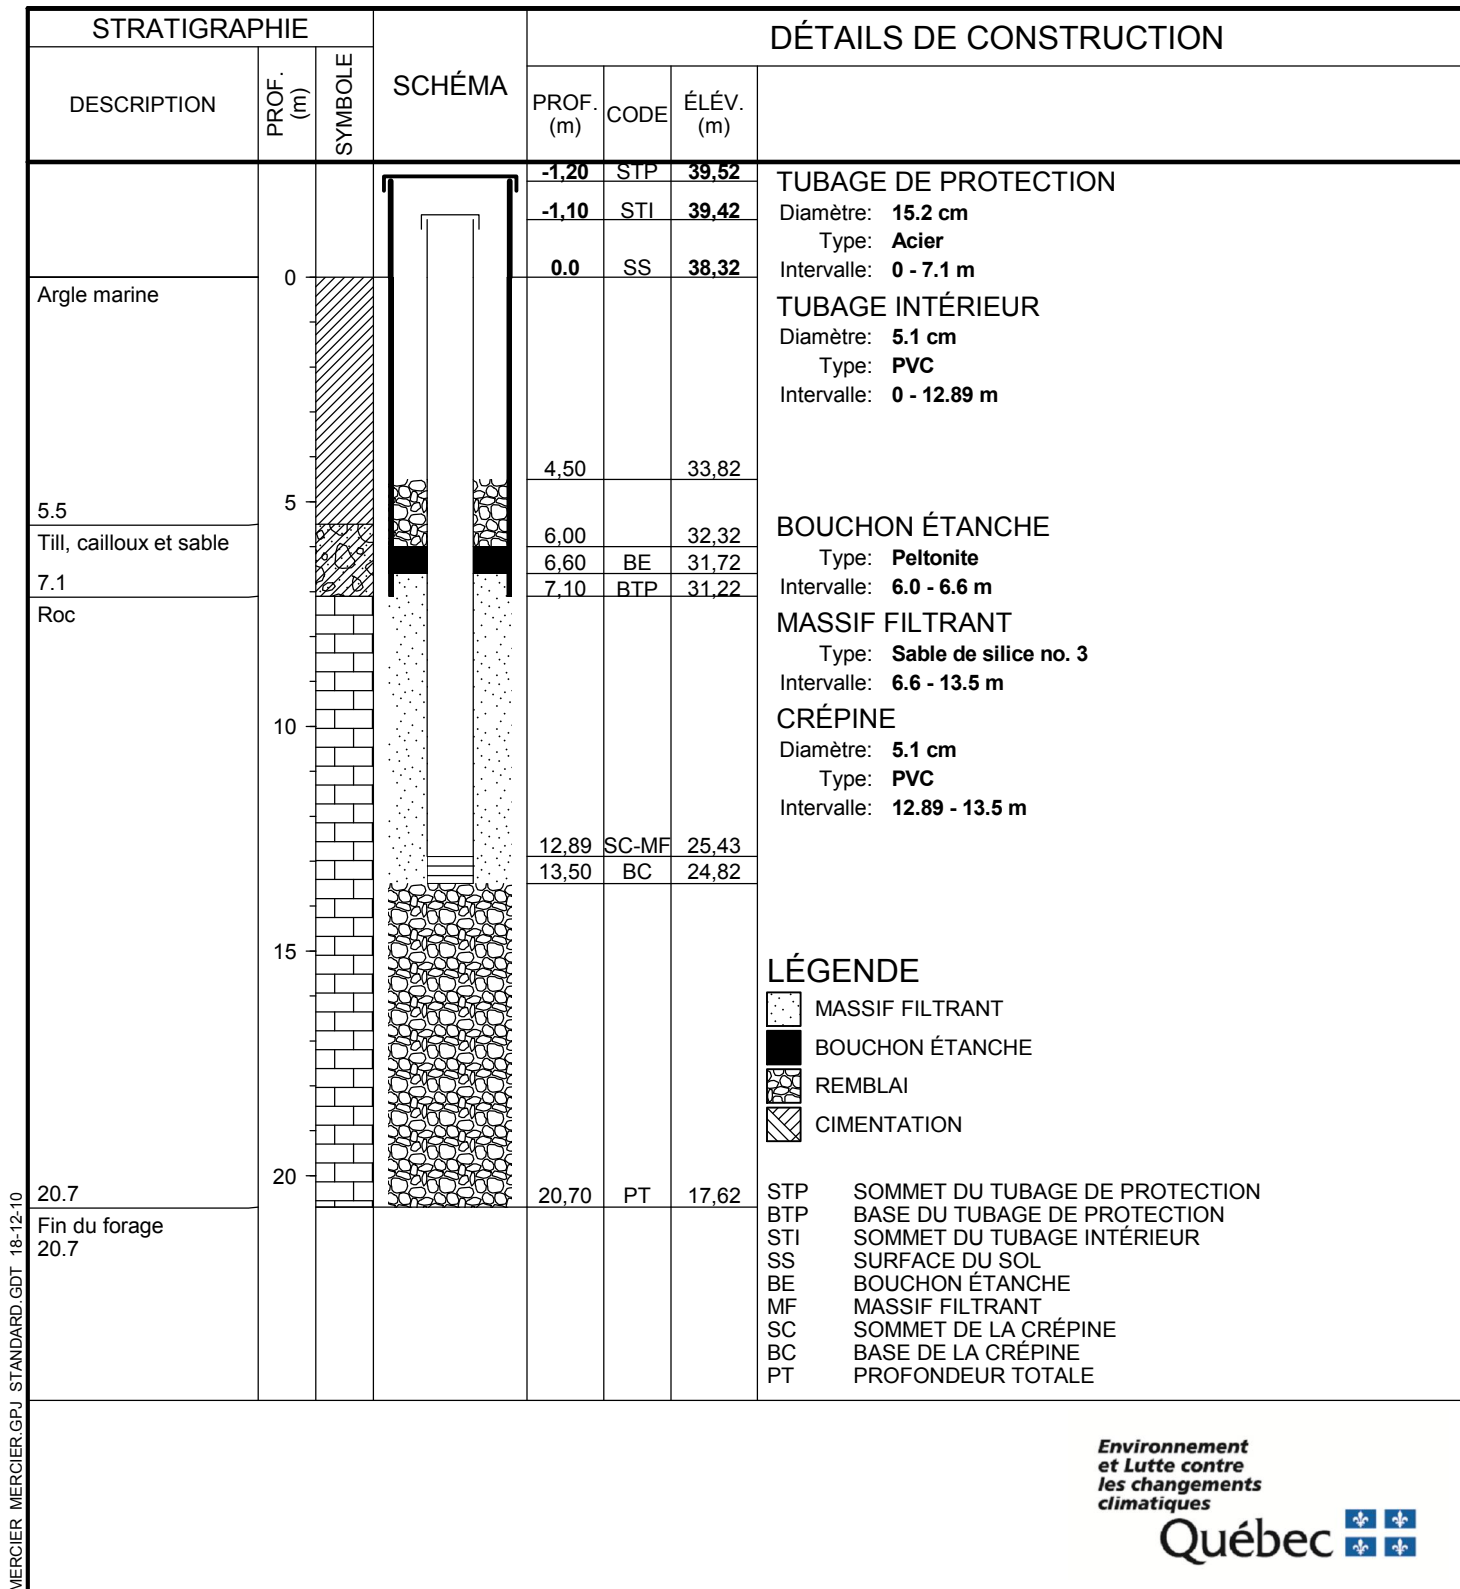 STRATIGRAPHIE
DESCRIPTION
PROF. (m)
SYMBOLE
SCHÉMA
DÉTAILS DE CONSTRUCTION
PROF. (m)
CODE
ÉLÉV. (m)
-1,20 STP 39,52
-1,10 STI 39,42
0.0 SS 38,32
4,50 33,82
6,00 32,32
6,60 BE 31,72
7,10 BTP 31,22
12,89 SC-MF 25,43
13,50 BC 24,82
20,70 PT 17,62
Argle marine
5.5
Till, cailloux et sable
7.1
Roc
20.7
Fin du forage
20.7
0
5
10
15
20
TUBAGE DE PROTECTION
Diamètre: 15.2 cm
Type: Acier
Intervalle: 0 - 7.1 m
TUBAGE INTÉRIEUR
Diamètre: 5.1 cm
Type: PVC
Intervalle: 0 - 12.89 m
BOUCHON ÉTANCHE
Type: Peltonite
Intervalle: 6.0 - 6.6 m
MASSIF FILTRANT
Type: Sable de silice no. 3
Intervalle: 6.6 - 13.5 m
CRÉPINE
Diamètre: 5.1 cm
Type: PVC
Intervalle: 12.89 - 13.5 m
LÉGENDE
MASSIF FILTRANT
BOUCHON ÉTANCHE
REMBLAI
CIMENTATION
STP SOMMET DU TUBAGE DE PROTECTION
BTP BASE DU TUBAGE DE PROTECTION
STI SOMMET DU TUBAGE INTÉRIEUR
SS SURFACE DU SOL
BE BOUCHON ÉTANCHE
MF MASSIF FILTRANT
SC SOMMET DE LA CRÉPINE
BC BASE DE LA CRÉPINE
PT PROFONDEUR TOTALE
MERCIER MERCIER.GPJ STANDARD.GDT 18-12-10
Environnement
et Lutte contre
les changements
climatiques
Québec